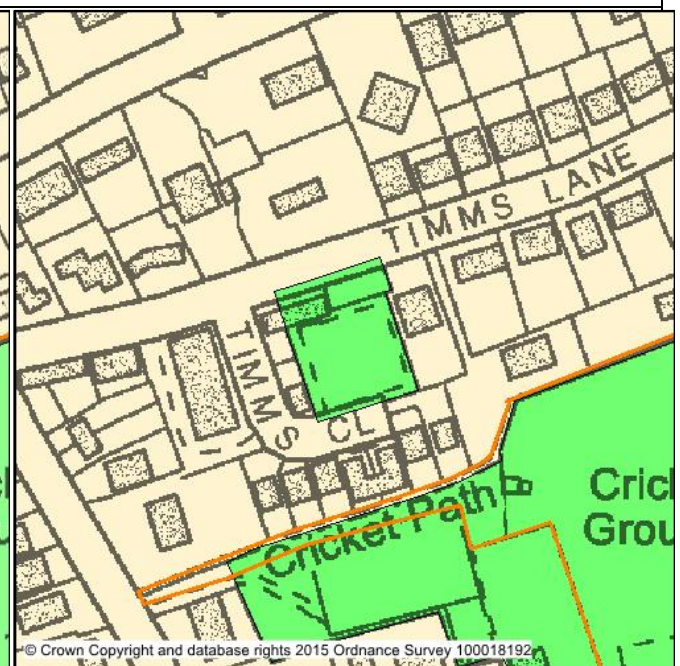 TIMMS LANE
TIMMS CL
Cricket Path
Cric
Grou
© Crown Copyright and database rights 2015 Ordnance Survey 100018192